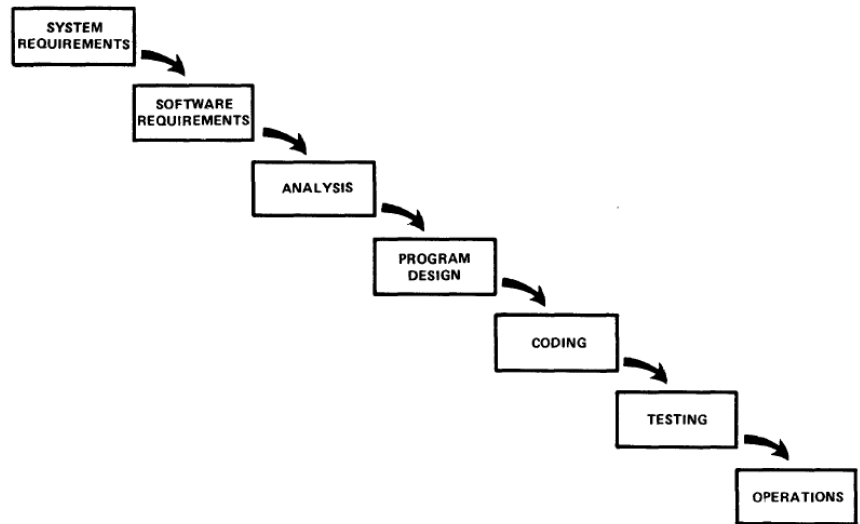 SYSTEM
REQUIREMENTS
SOFTWARE
REQUIREMENTS
ANALYSIS
PROGRAM
DESIGN
CODING
TESTING
OPERATIONS